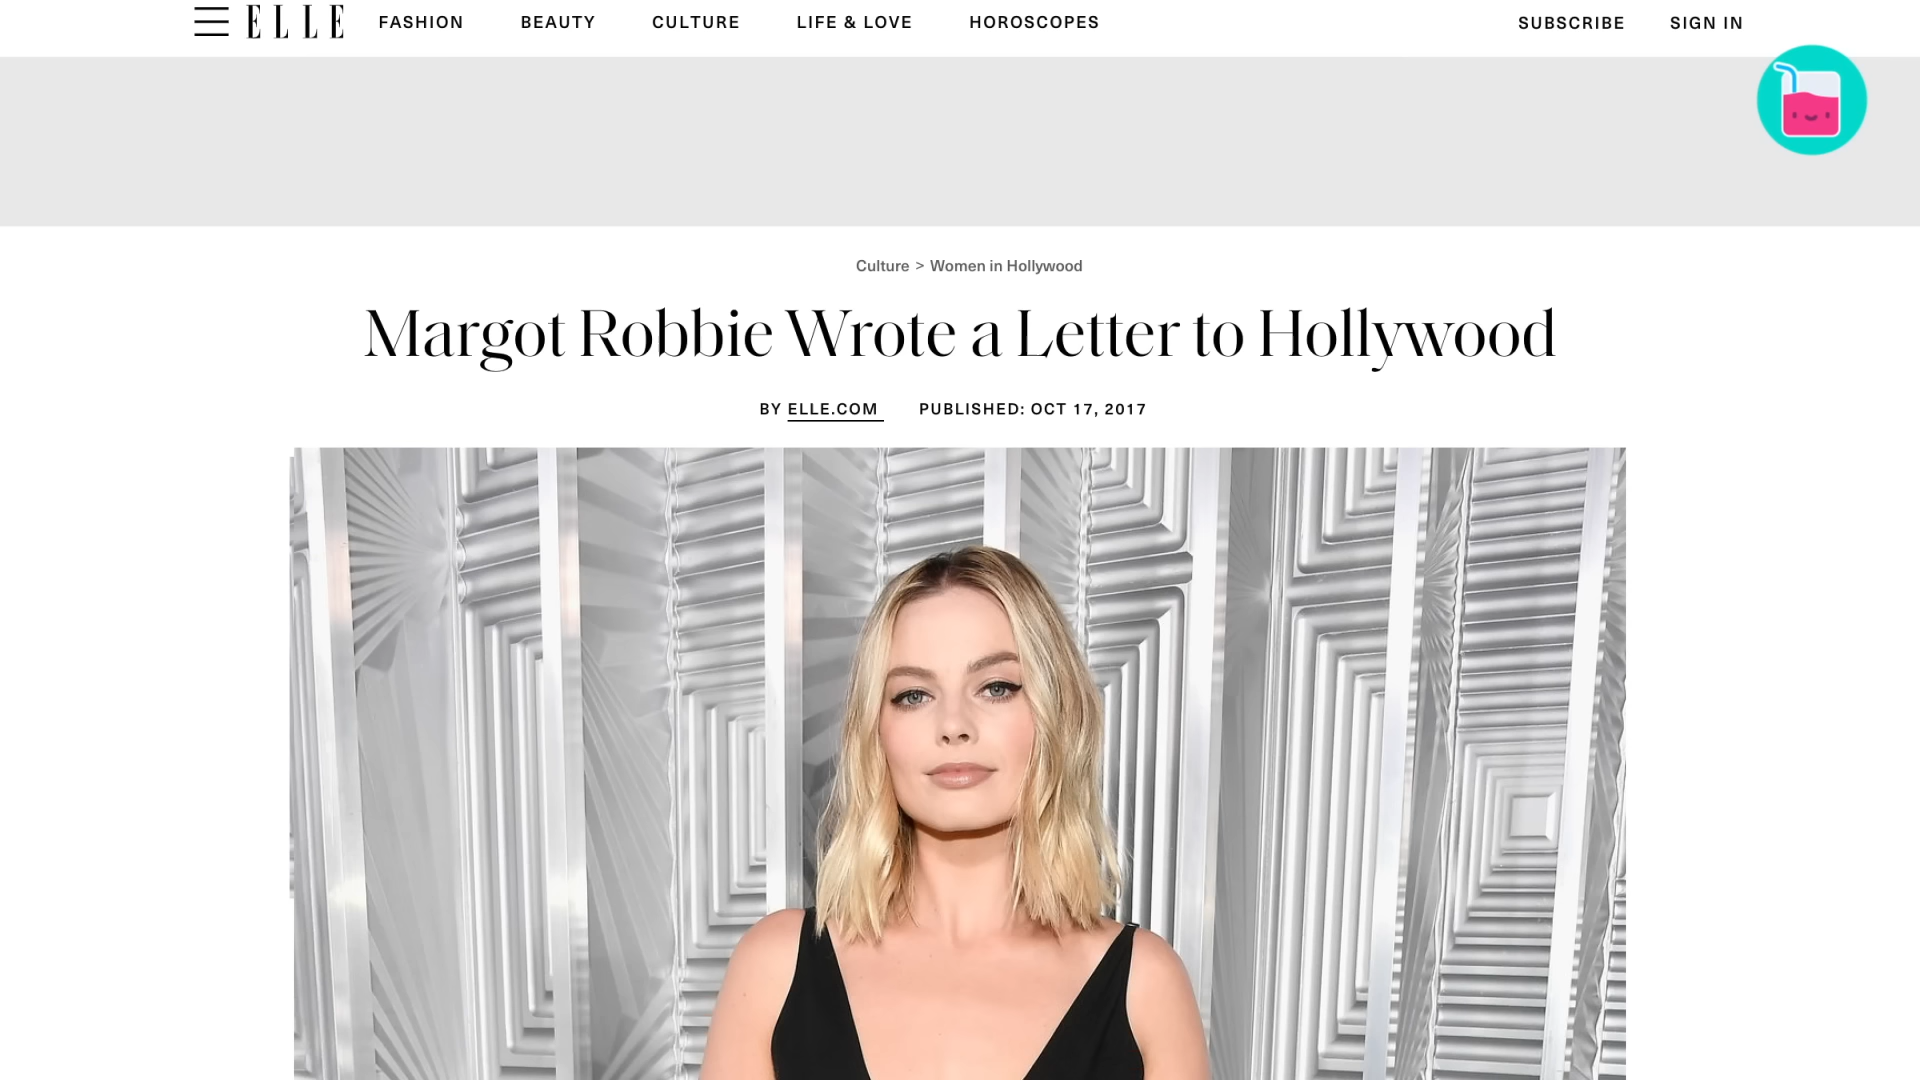 ELLE FASHION BEAUTY CULTURE LIFE & LOVE HOROSCOPES SUBSCRIBE SIGN IN
Culture > Women in Hollywood
Margot Robbie Wrote a Letter to Hollywood
BY ELLE.COM PUBLISHED: OCT 17, 2017